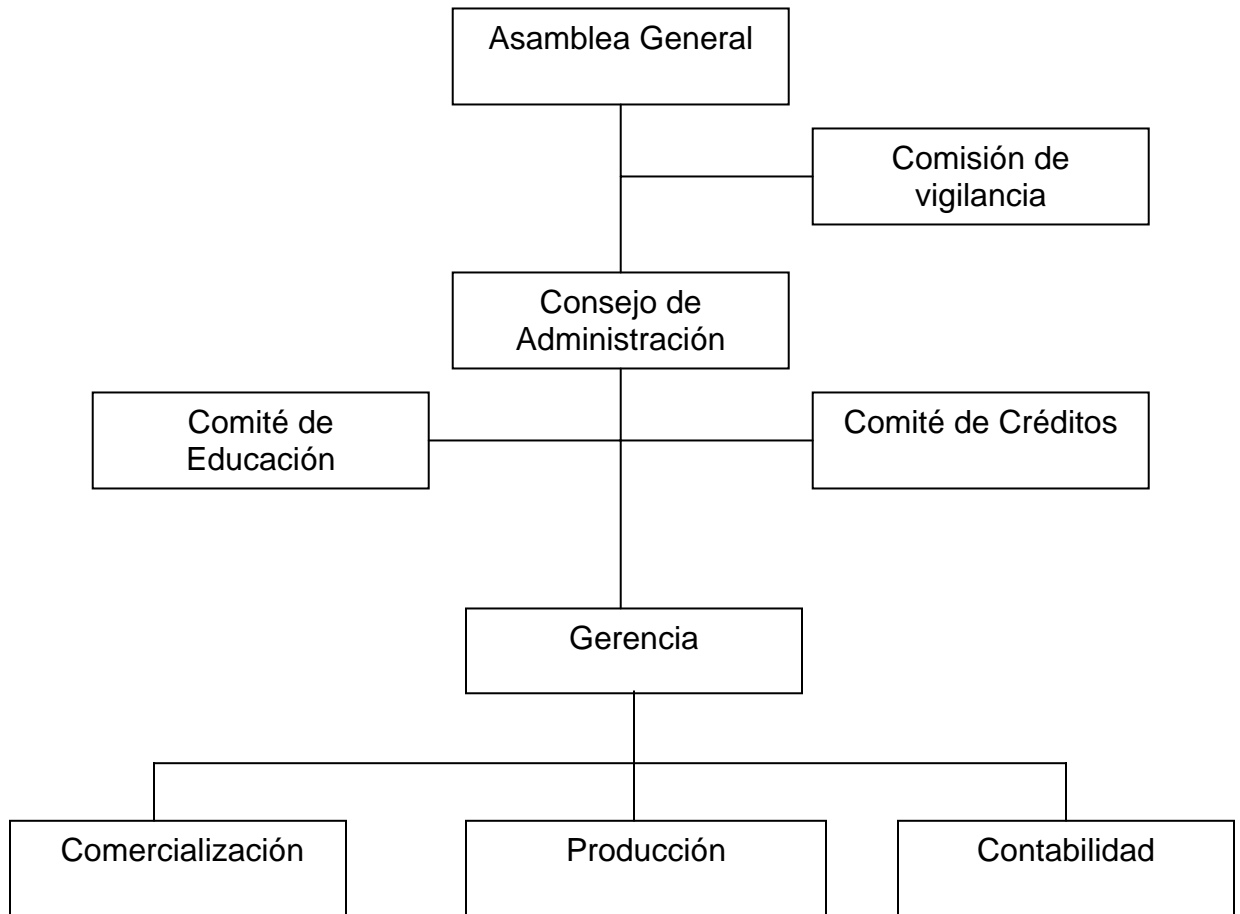 Asamblea General
Comisión de
vigilancia
Consejo de
Administración
Comité de
Educación
Comité de Créditos
Gerencia
Comercialización
Producción
Contabilidad